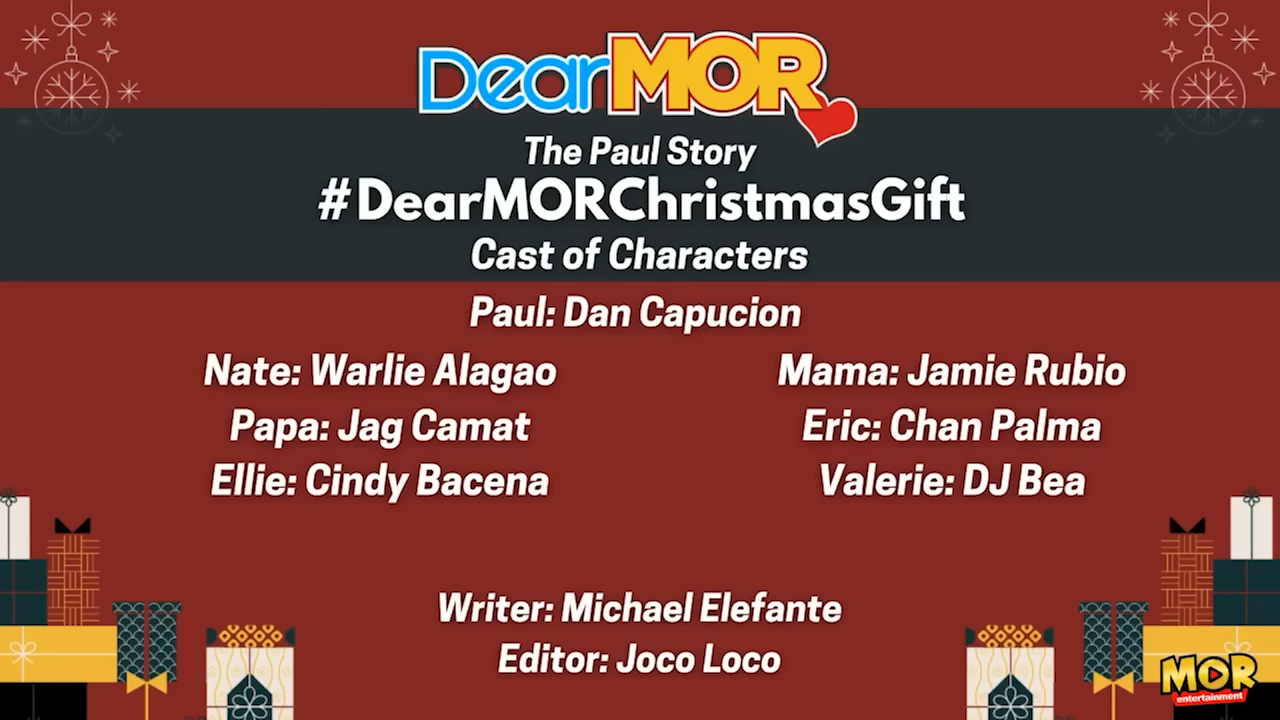 DearMOR
The Paul Story
#DearMORChristmasGift
Cast of Characters
Paul: Dan Capucion
Nate: Warlie Alagao
Papa: Jag Camat
Ellie: Cindy Bacena
Mama: Jamie Rubio
Eric: Chan Palma
Valerie: DJ Bea
Writer: Michael Elefante
Editor: Joco Loco
MOR
entertainment